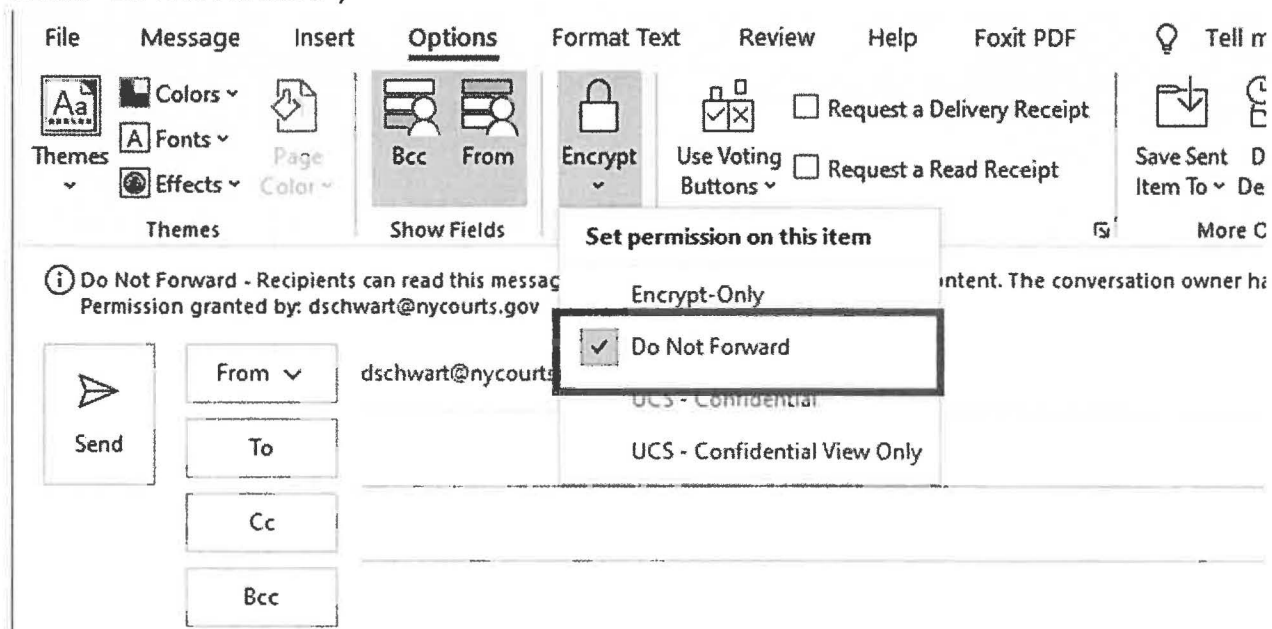 File Message Insert Options Format Text Review Help Foxit PDF Tell
Colors
Fonts
Effects
Themes
Page Color
Themes
Bcc From
Show Fields
Encrypt
Use Voting Buttons
Request a Delivery Receipt
Request a Read Receipt
Save Sent Item To
De
More
Set permission on this item
Encrypt-Only
Do Not Forward
UCS - Confidential
UCS - Confidential View Only
Do Not Forward - Recipients can read this messag ntent. The conversation owner ha
Permission granted by: dschwart@nycourts.gov
Send
From dschwart@nycourts
To
Cc
Bcc